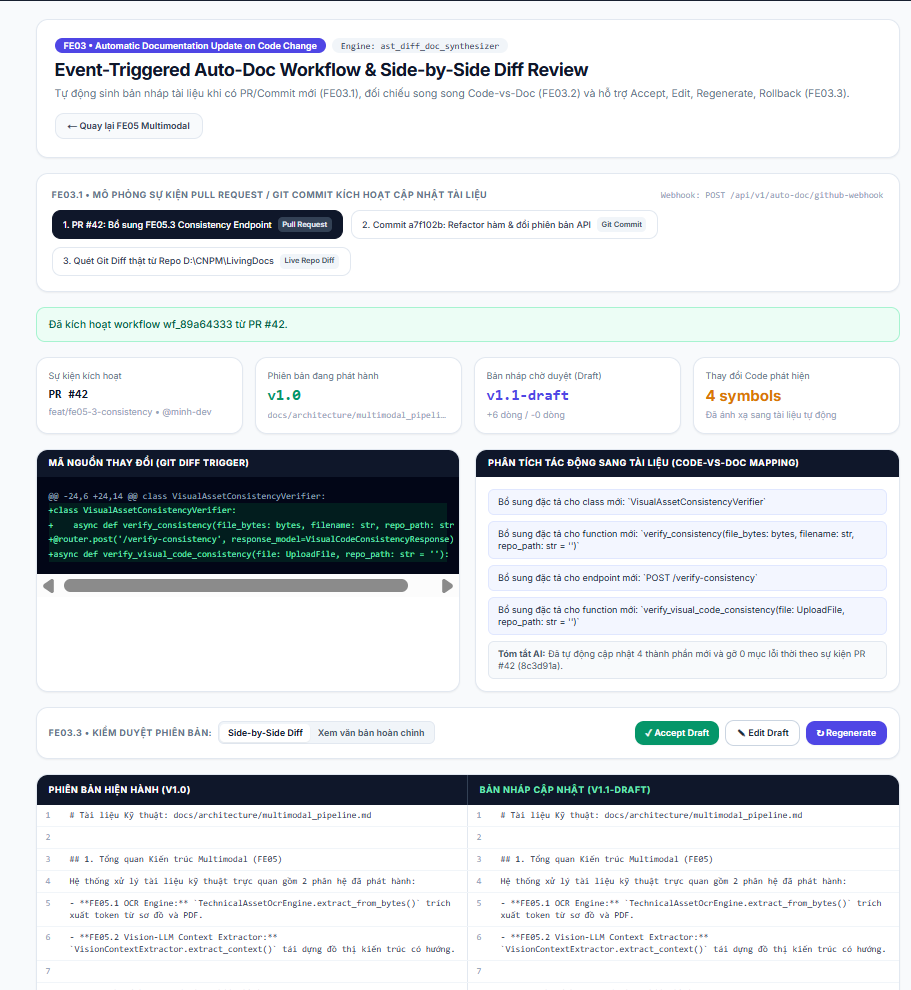 FE03 • Automatic Documentation Update on Code Change
Engine: ast_diff_doc_synthesizer
Event-Triggered Auto-Doc Workflow & Side-by-Side Diff Review
Tự động sinh bản nháp tài liệu khi có PR/Commit mới (FE03.1), đối chiếu song song Code-vs-Doc (FE03.2) và hỗ trợ Accept, Edit, Regenerate, Rollback (FE03.3).
← Quay lại FE05 Multimodal
FE03.1 • MÔ PHỎNG SỰ KIỆN PULL REQUEST / GIT COMMIT KÍCH HOẠT CẬP NHẬT TÀI LIỆU
Webhook: POST /api/v1/auto-doc/github-webhook
1. PR #42: Bổ sung FE05.3 Consistency Endpoint
Pull Request
2. Commit a7f102b: Refactor hàm & đổi phiên bản API
Git Commit
3. Quét Git Diff thật từ Repo D:\CNPM\LivingDocs
Live Repo Diff
Đã kích hoạt workflow wf_89a64333 từ PR #42.
Sự kiện kích hoạt
PR #42
feat/fe05-3-consistency • @minh-dev
Phiên bản đang phát hành
v1.0
docs/architecture/multimodal_pipeli…
Bản nháp chờ duyệt (Draft)
v1.1-draft
+6 dòng / -0 dòng
Thay đổi Code phát hiện
4 symbols
Đã ánh xạ sang tài liệu tự động
MÃ NGUỒN THAY ĐỔI (GIT DIFF TRIGGER)
@@ -24,6 +24,14 @@ class VisualAssetConsistencyVerifier:
+class VisualAssetConsistencyVerifier:
+    async def verify_consistency(file_bytes: bytes, filename: str, repo_path: str
+@router.post('/verify-consistency', response_model=VisualCodeConsistencyResponse)
+async def verify_visual_code_consistency(file: UploadFile, repo_path: str = ''):
PHÂN TÍCH TÁC ĐỘNG SANG TÀI LIỆU (CODE-VS-DOC MAPPING)
Bổ sung đặc tả cho class mới: `VisualAssetConsistencyVerifier`
Bổ sung đặc tả cho function mới: `verify_consistency(file_bytes: bytes, filename: str,
repo_path: str = '')`
Bổ sung đặc tả cho endpoint mới: `POST /verify-consistency`
Bổ sung đặc tả cho function mới: `verify_visual_code_consistency(file: UploadFile,
repo_path: str = '')`
Tóm tắt AI: Đã tự động cập nhật 4 thành phần mới và gỡ 0 mục lỗi thời theo sự kiện PR
#42 (8c3d91a).
FE03.3 • KIỂM DUYỆT PHIÊN BẢN:
Side-by-Side Diff
Xem văn bản hoàn chỉnh
✓ Accept Draft
✎ Edit Draft
↻ Regenerate
PHIÊN BẢN HIỆN HÀNH (V1.0)
1 # Tài liệu Kỹ thuật: docs/architecture/multimodal_pipeline.md
2
3 ## 1. Tổng quan Kiến trúc Multimodal (FE05)
4 Hệ thống xử lý tài liệu kỹ thuật trực quan gồm 2 phân hệ đã phát hành:
5 - **FE05.1 OCR Engine:** `TechnicalAssetOcrEngine.extract_from_bytes()` trích
xuất token từ sơ đồ và PDF.
6 - **FE05.2 Vision-LLM Context Extractor:**
`VisionContextExtractor.extract_context()` tái dựng đồ thị kiến trúc có hướng.
7
BẢN NHÁP CẬP NHẬT (V1.1-DRAFT)
1 # Tài liệu Kỹ thuật: docs/architecture/multimodal_pipeline.md
2
3 ## 1. Tổng quan Kiến trúc Multimodal (FE05)
4 Hệ thống xử lý tài liệu kỹ thuật trực quan gồm 2 phân hệ đã phát hành:
5 - **FE05.1 OCR Engine:** `TechnicalAssetOcrEngine.extract_from_bytes()` trích
xuất token từ sơ đồ và PDF.
6 - **FE05.2 Vision-LLM Context Extractor:**
`VisionContextExtractor.extract_context()` tái dựng đồ thị kiến trúc có hướng.
7